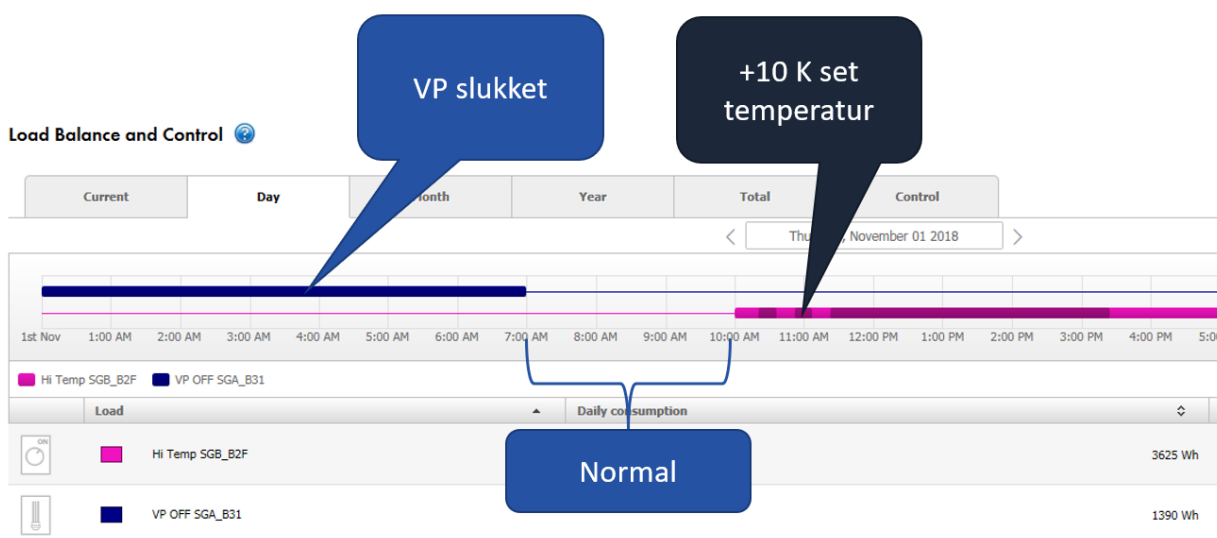 VP slukket
+10 K set
temperatur
Load Balance and Control ?
Current Day Month Year Total Control
November 01 2018
1st Nov 1:00 AM 2:00 AM 3:00 AM 4:00 AM 5:00 AM 6:00 AM 7:00 AM 8:00 AM 9:00 AM 10:00 AM 11:00 AM 12:00 PM 1:00 PM 2:00 PM 3:00 PM 4:00 PM 5:00
Hi Temp SGB_B2F VP OFF SGA_B31
Load Daily consumption
Normal
ON
Hi Temp SGB_B2F 3625 Wh
VP OFF SGA_B31 1390 Wh